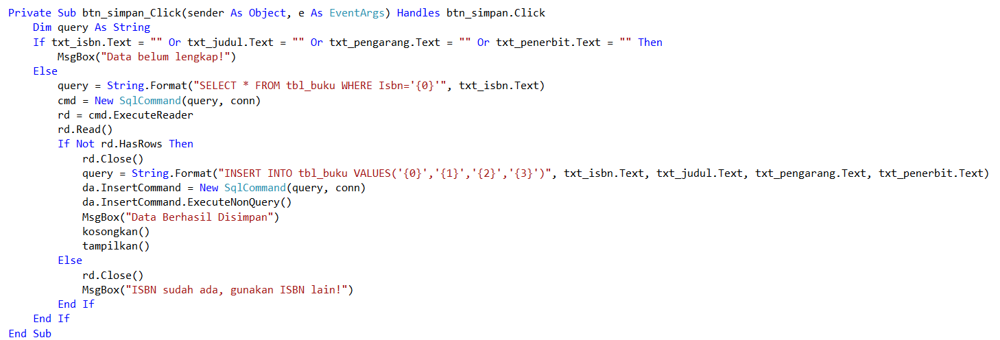 Private Sub btn_simpan_Click(sender As Object, e As EventArgs) Handles btn_simpan.Click
    Dim query As String
    If txt_isbn.Text = "" Or txt_judul.Text = "" Or txt_pengarang.Text = "" Or txt_penerbit.Text = "" Then
        MsgBox("Data belum lengkap!")
    Else
        query = String.Format("SELECT * FROM tbl_buku WHERE Isbn='{0}'", txt_isbn.Text)
        cmd = New SqlCommand(query, conn)
        rd = cmd.ExecuteReader
        rd.Read()
        If Not rd.HasRows Then
            rd.Close()
            query = String.Format("INSERT INTO tbl_buku VALUES('{0}','{1}','{2}','{3}')", txt_isbn.Text, txt_judul.Text, txt_pengarang.Text, txt_penerbit.Text)
            da.InsertCommand = New SqlCommand(query, conn)
            da.InsertCommand.ExecuteNonQuery()
            MsgBox("Data Berhasil Disimpan")
            kosongkan()
            tampilkan()
        Else
            rd.Close()
            MsgBox("ISBN sudah ada, gunakan ISBN lain!")
        End If
    End If
End Sub